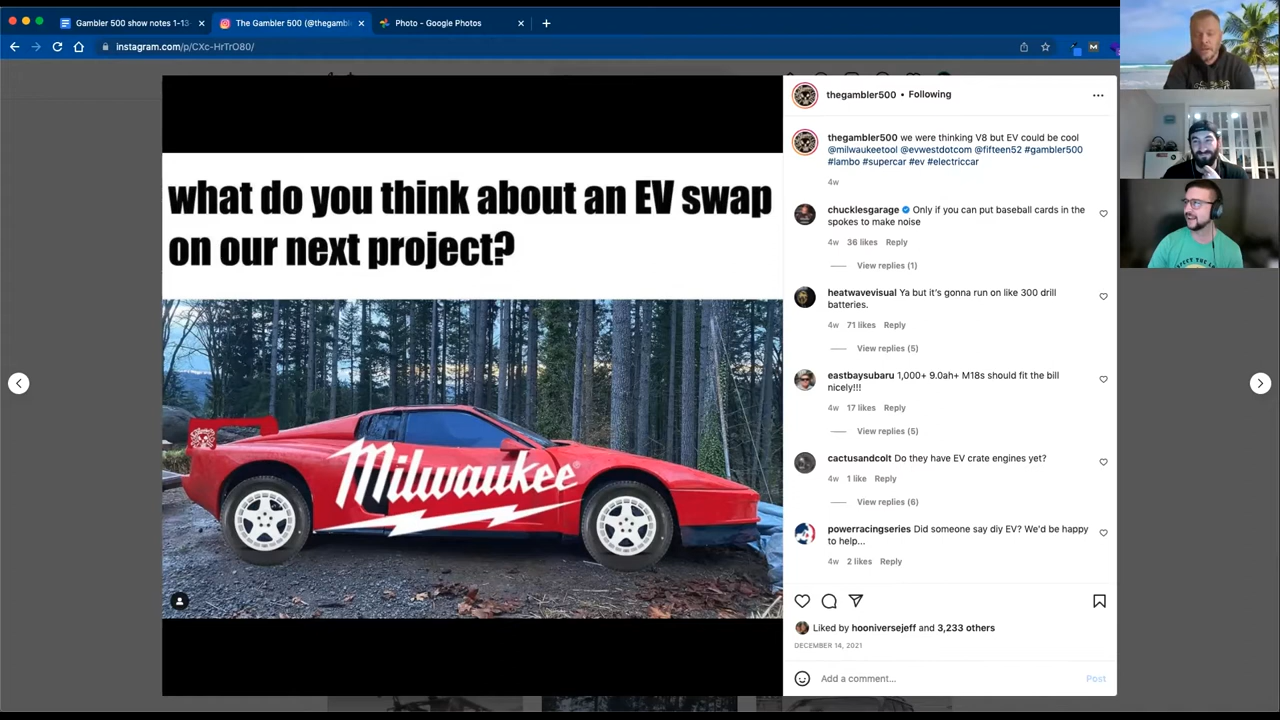 Gambler 500 show notes 1-13-
The Gambler 500 (@thegambl
Photo - Google Photos
instagram.com/p/CXc-HrTrO80/
what do you think about an EV swap
on our next project?
Milwaukee
thegambler500 • Following
thegambler500 we were thinking V8 but EV could be cool
@milwaukeetool @evwestdotcom @fifteen52 #gambler500
#lambo #supercar #ev #electriccar
4w
chucklesgarage Only if you can put baseball cards in the
spokes to make noise
4w 36 likes Reply
View replies (1)
heatwavevisual Ya but it's gonna run on like 300 drill
batteries.
4w 71 likes Reply
View replies (5)
eastbaysubaru 1,000+ 9.0ah+ M18s should fit the bill
nicely!!!
4w 17 likes Reply
View replies (5)
cactusandcolt Do they have EV crate engines yet?
4w 1 like Reply
View replies (6)
powerracingseries Did someone say diy EV? We'd be happy
to help...
4w 2 likes Reply
Liked by hooniversejeff and 3,233 others
DECEMBER 14, 2021
Add a comment...
Post